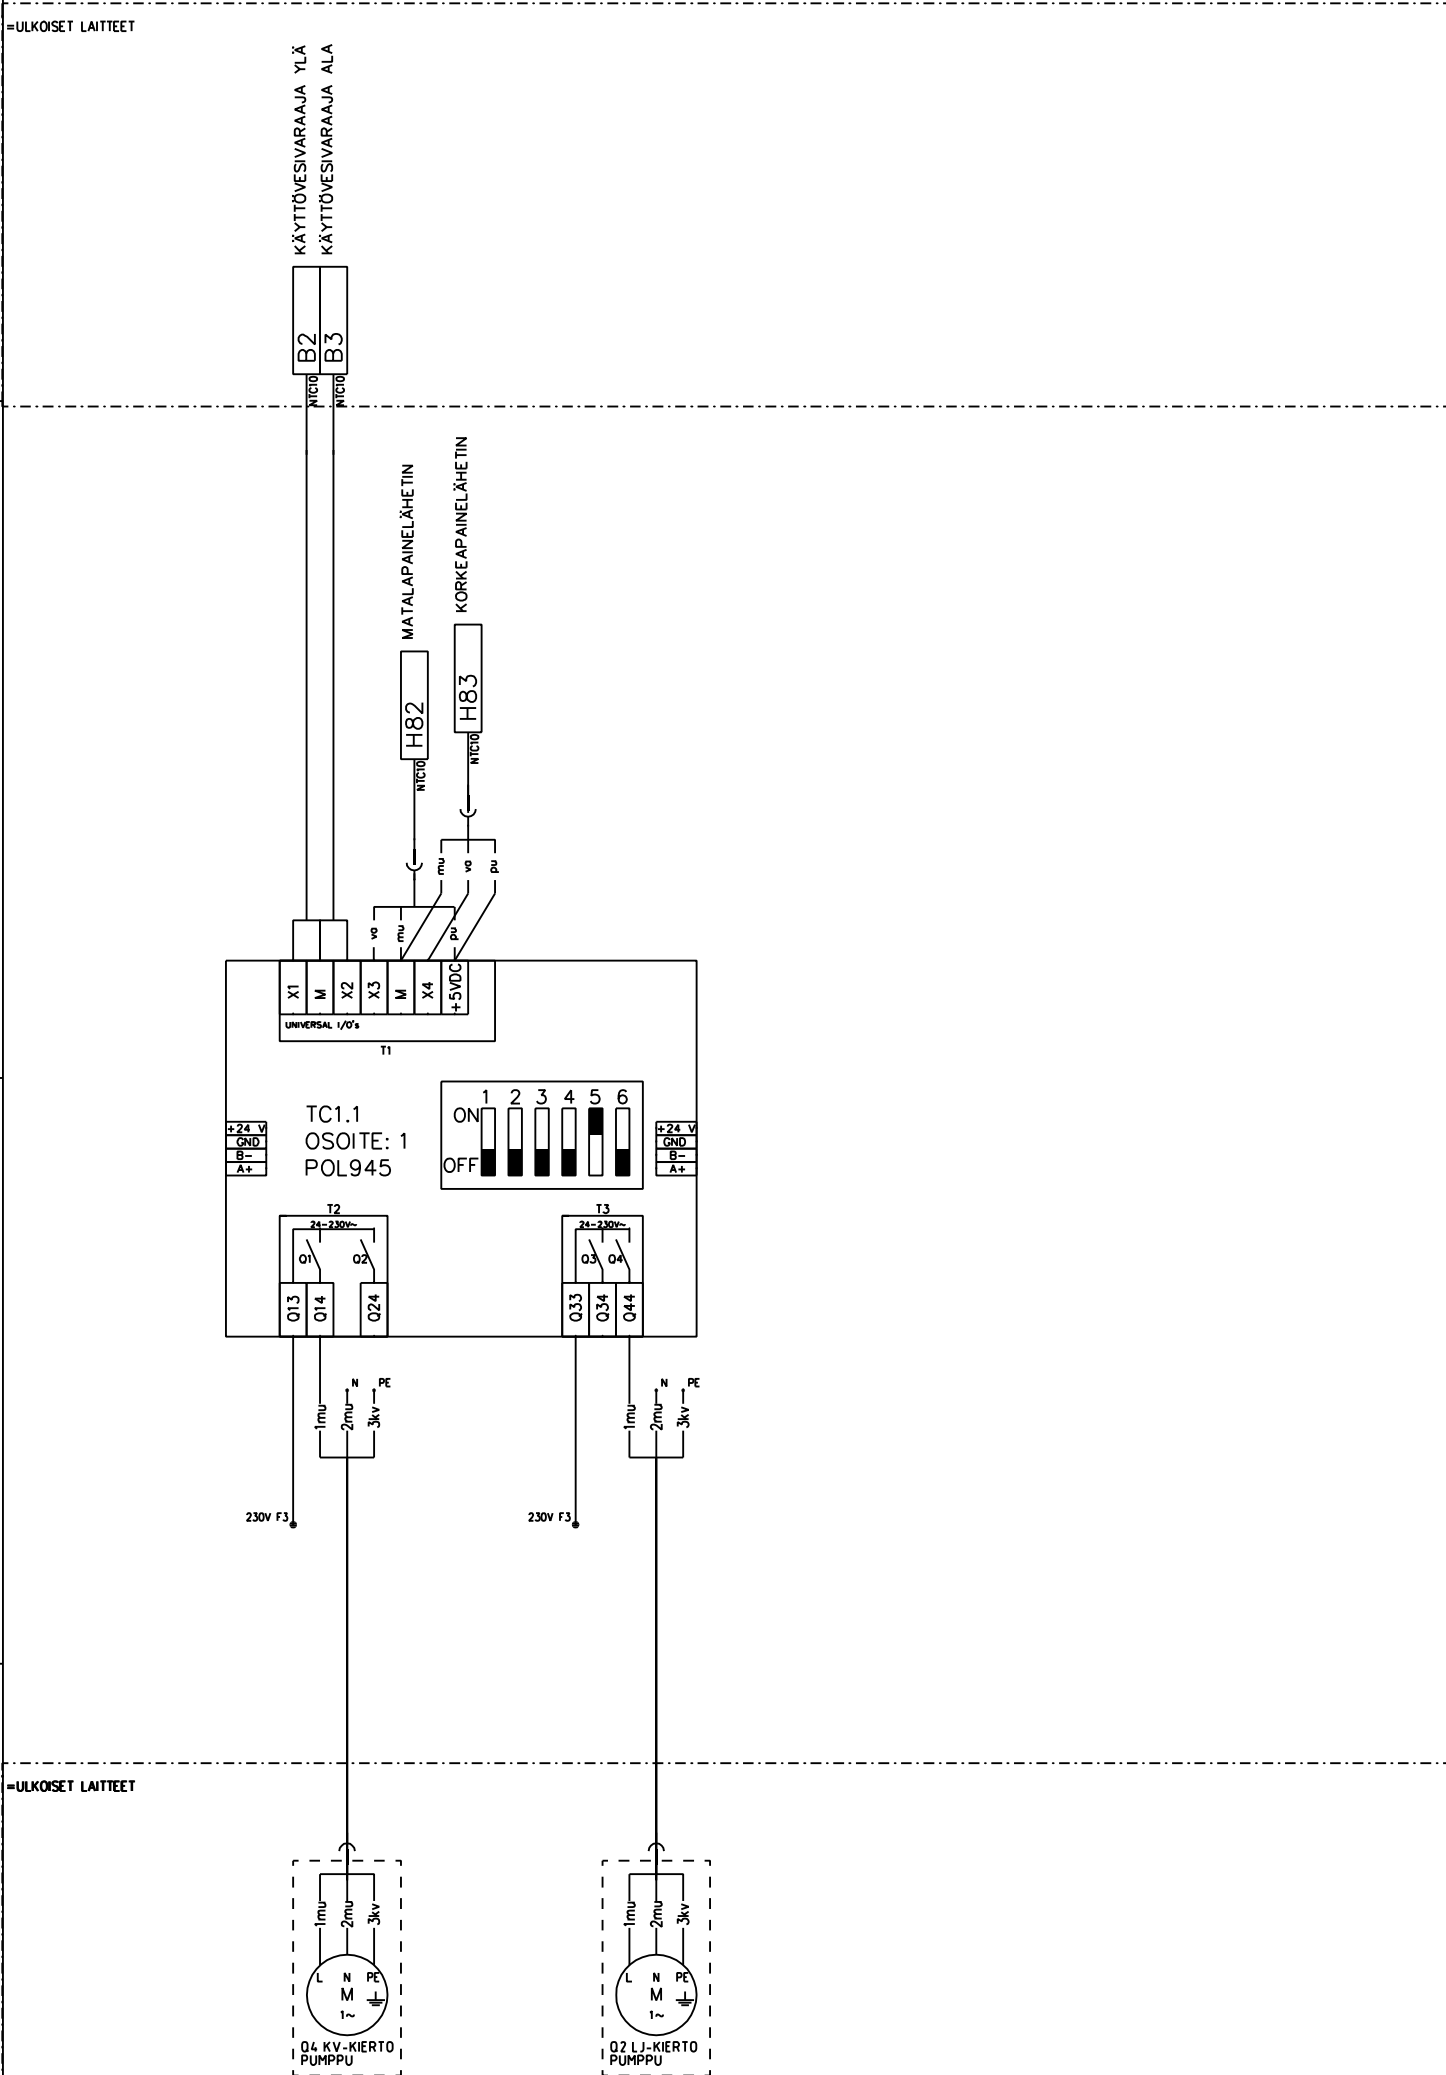 =ULKOISET LAITTEET
KÄYTTÖVESIVARAAJA YLÄ
KÄYTTÖVESIVARAAJA ALA
B2
B3
NTC10
NTC10
MATALAPAINELÄHETIN
KORKEAPAINELÄHETIN
H82
H83
NTC10
NTC10
mu
va
pu
va
mu
pu
X1
M
X2
X3
M
X4
+5VDC
UNIVERSAL I/O's
T1
1 2 3 4 5 6
ON
OFF
TC1.1
OSOITE: 1
POL945
+24 V
GND
B-
A+
+24 V
GND
B-
A+
T2
24-230V~
Q1
Q2
Q13
Q14
Q24
T3
24-230V~
Q3
Q4
Q33
Q34
Q44
N
PE
1mu
2mu
3kv
N
PE
1mu
2mu
3kv
230V F3
230V F3
=ULKOISET LAITTEET
1mu
2mu
3kv
L N PE
M
1~
Q4 KV-KIERTO
PUMPPU
1mu
2mu
3kv
L N PE
M
1~
Q2 LJ-KIERTO
PUMPPU